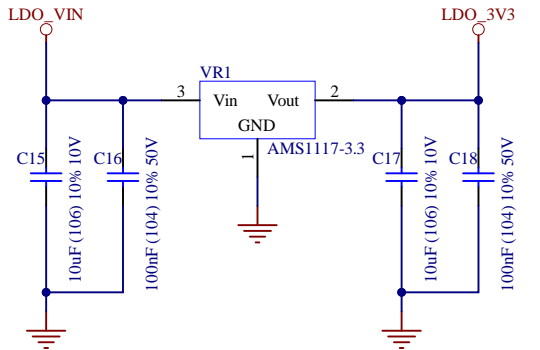 LDO_VIN
LDO_3V3
VR1
3
Vin
Vout
2
GND
1
AMS1117-3.3
C15
10uF (106) 10% 10V
C16
100nF (104) 10% 50V
C17
10uF (106) 10% 10V
C18
100nF (104) 10% 50V